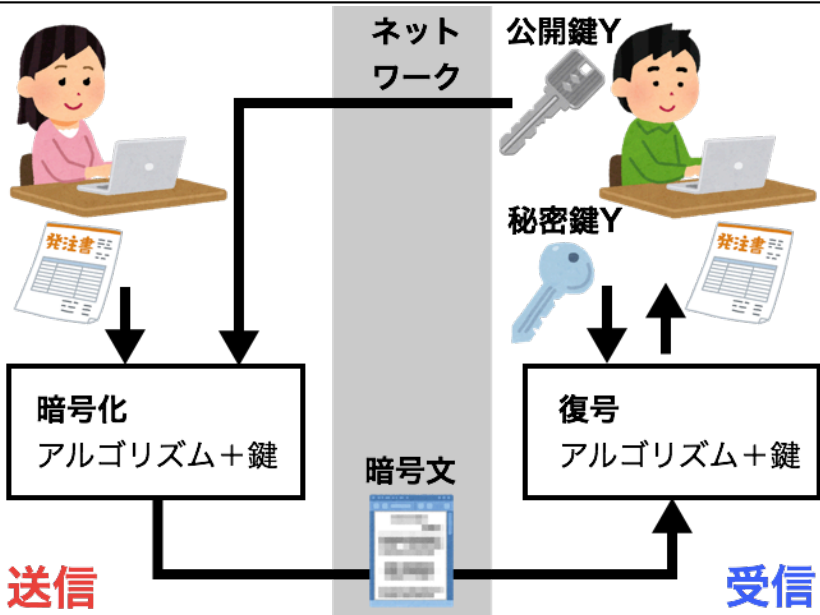 ネット
ワーク
公開鍵Y
秘密鍵Y
発注書
発注書
暗号化
アルゴリズム＋鍵
復号
アルゴリズム＋鍵
暗号文
送信
受信